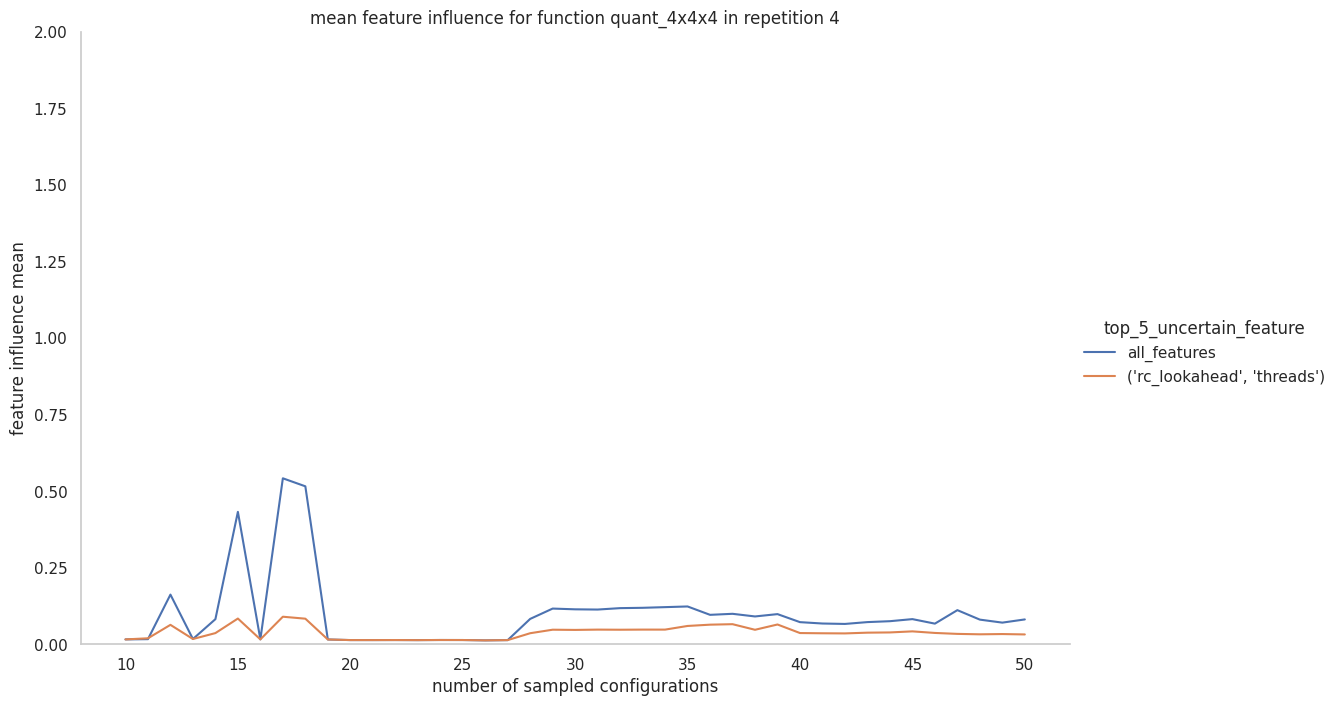 mean feature influence for function quant_4x4x4 in repetition 4
2.00
1.75
1.50
1.25
1.00
0.75
0.50
0.25
0.00
feature influence mean
10 15 20 25 30 35 40 45 50
number of sampled configurations
top_5_uncertain_feature
all_features
('rc_lookahead', 'threads')